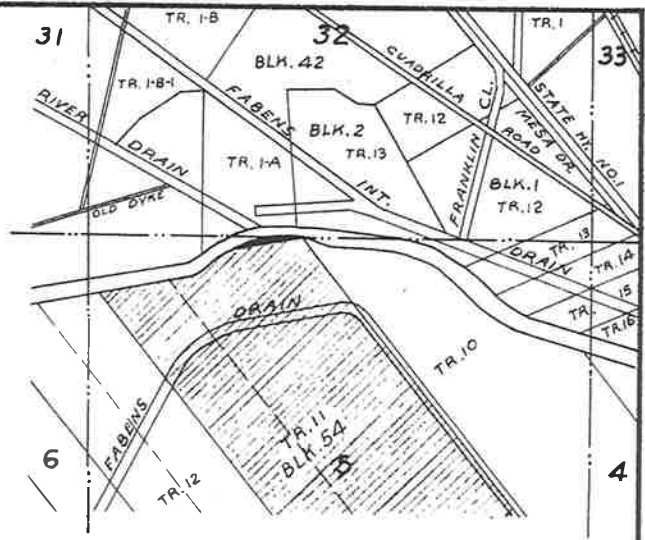 31
TR. 1-B
32
TR. 1
33
BLK. 42
TR. 1-B-1
GUADRILLA ROAD
STATE HY. NO. 1
MESA DR.
FRANKLIN CL.
RIVER DRAIN
FABENS INT. DRAIN
BLK. 2
TR. 12
TR. 13
TR. 1-A
BLK. 1
TR. 12
OLD DYKE
TR. 13
TR. 14
TR. 15
TR. 16
FABENS DRAIN
TR. 10
TR. 11
BLK 54
6
TR. 12
4